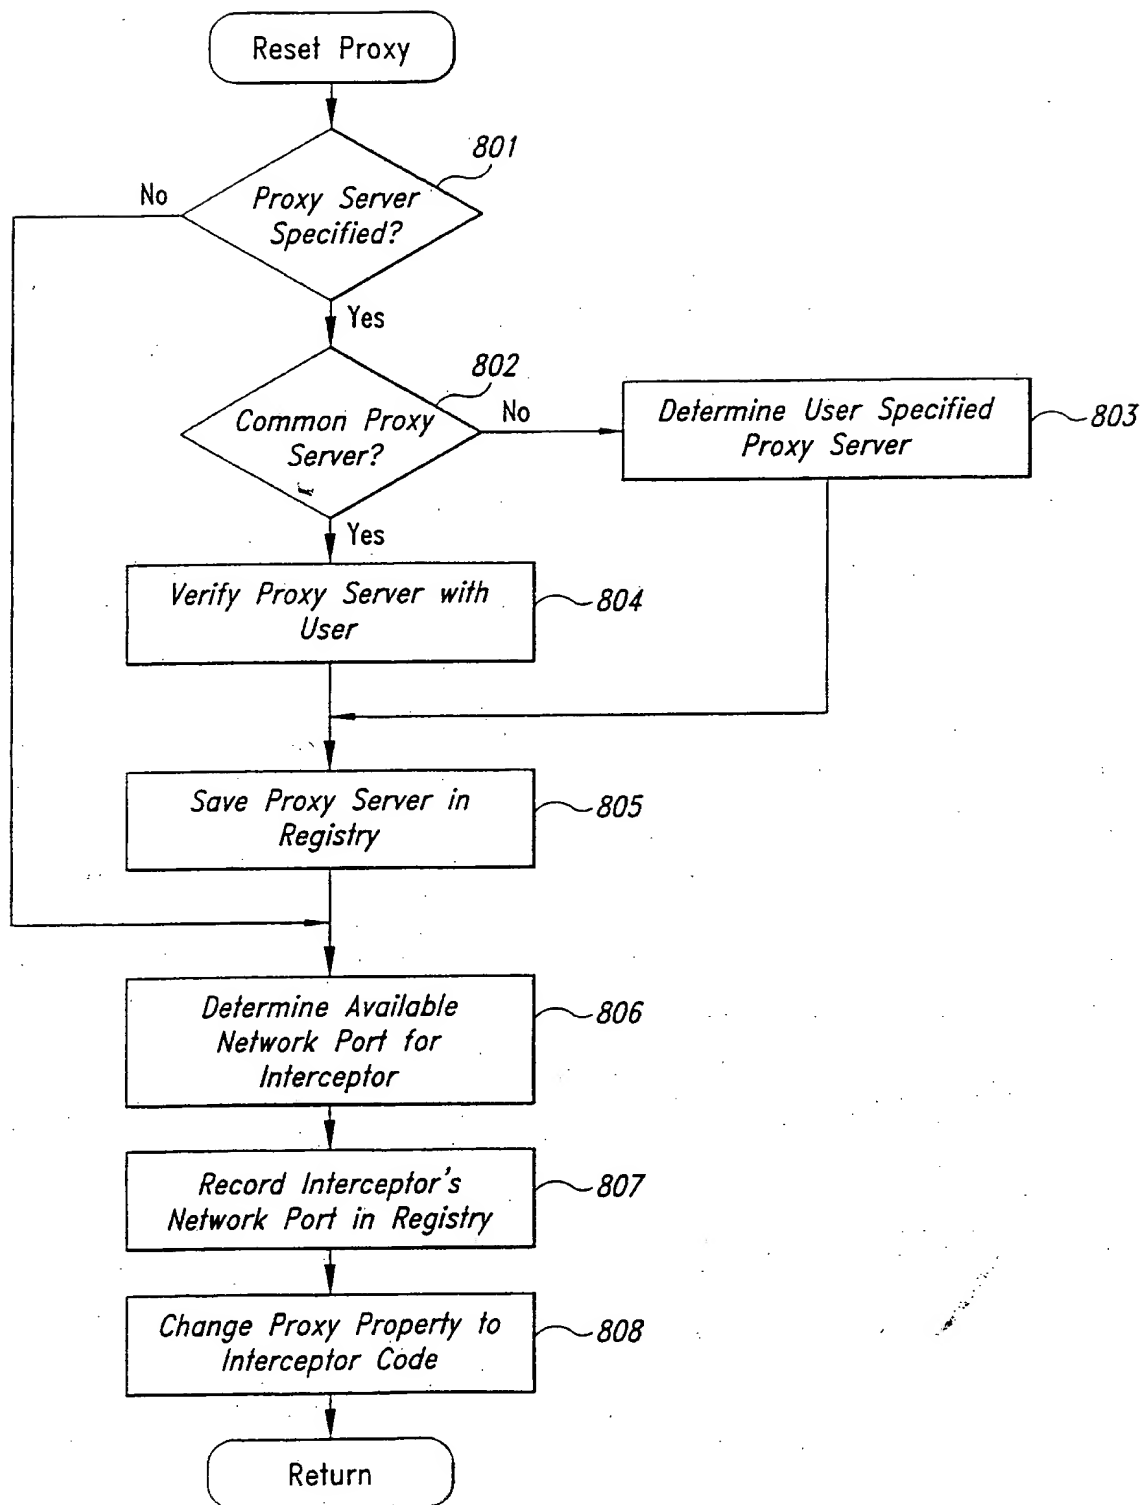 Reset Proxy
801
No
Proxy Server
Specified?
Yes
802
Common Proxy
Server?
No
Determine User Specified
Proxy Server
803
Yes
Verify Proxy Server with
User
804
Save Proxy Server in
Registry
805
Determine Available
Network Port for
Interceptor
806
Record Interceptor's
Network Port in Registry
807
Change Proxy Property to
Interceptor Code
808
Return